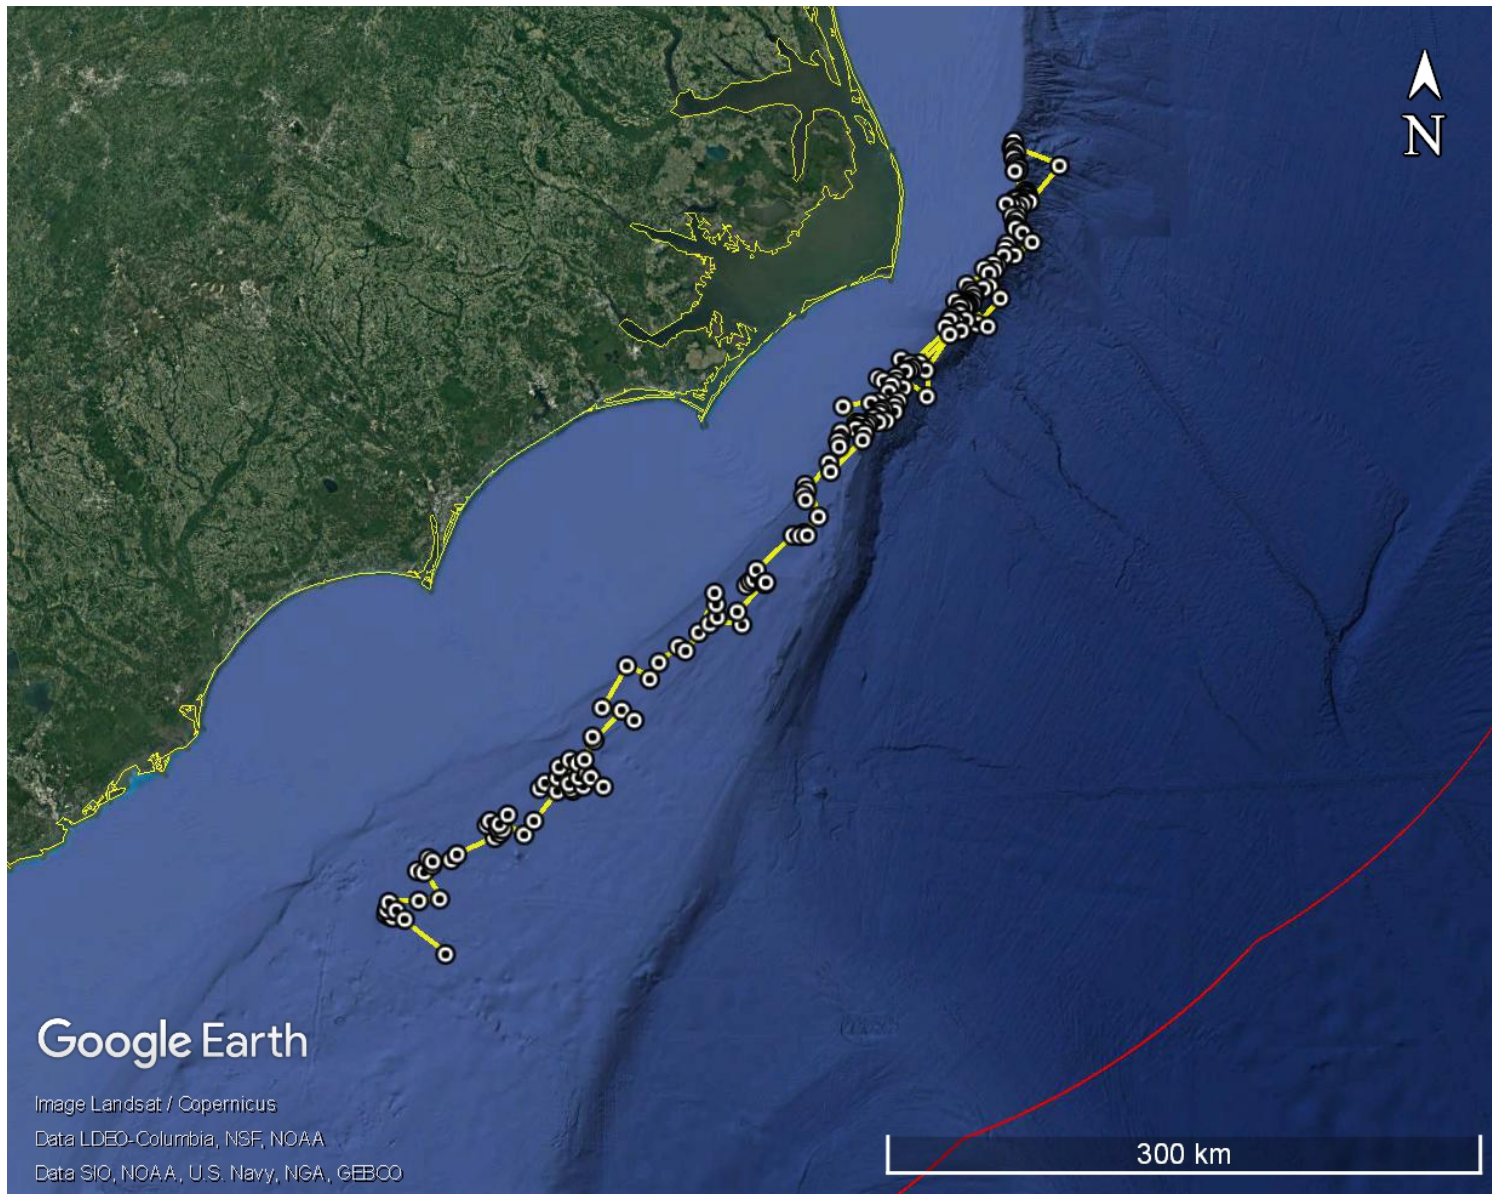 N
Google Earth
Image Landsat / Copernicus
Data LDEO-Columbia, NSF, NOAA
Data SIO, NOAA, U.S. Navy, NGA, GEBCO
300 km